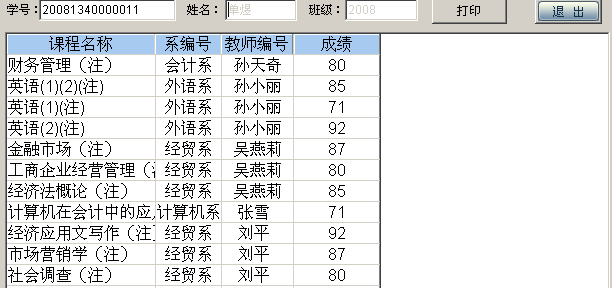 学号：20081340000011 姓名：单煜 班级：2008 打印 退 出
课程名称 系编号 教师编号 成绩
财务管理（注） 会计系 孙天奇 80
英语(1)(2)(注) 外语系 孙小丽 85
英语(1)(注) 外语系 孙小丽 71
英语(2)(注) 外语系 孙小丽 92
金融市场（注） 经贸系 吴燕莉 87
工商企业经营管理（注 经贸系 吴燕莉 80
经济法概论（注） 经贸系 吴燕莉 85
计算机在会计中的应 计算机系 张雪 71
经济应用文写作（注 经贸系 刘平 92
市场营销学（注） 经贸系 刘平 87
社会调查（注） 经贸系 刘平 80